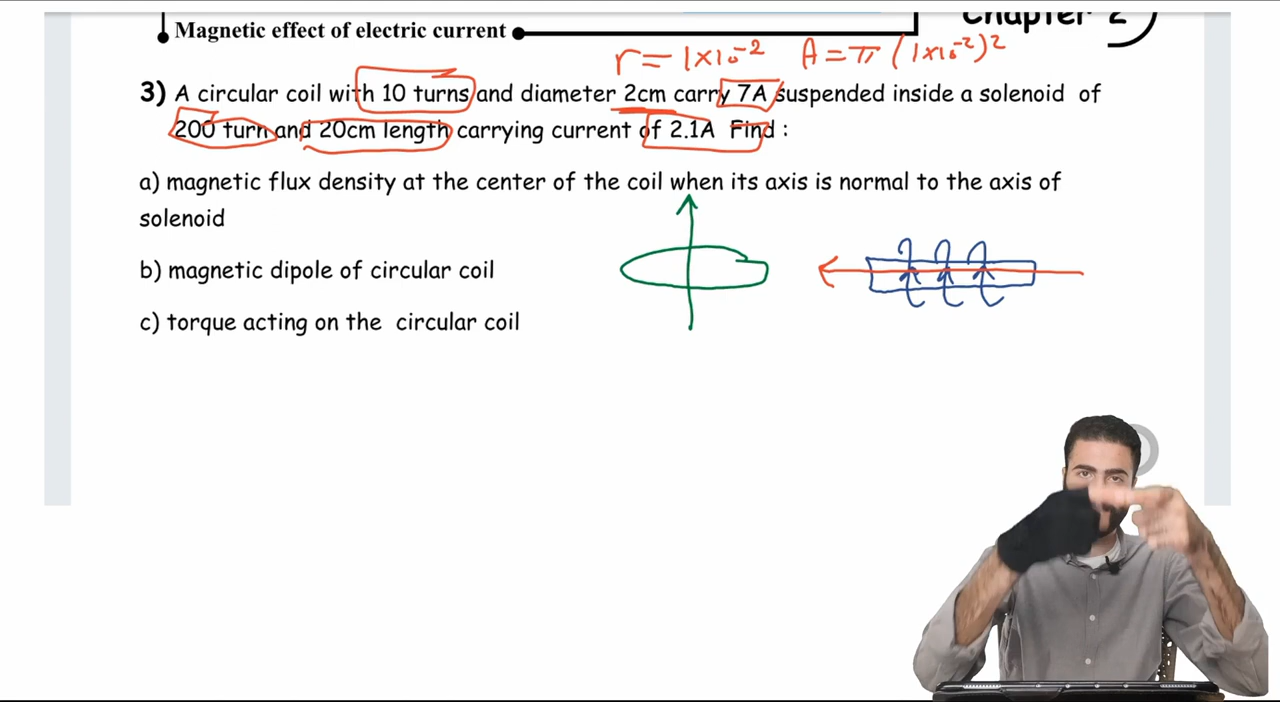 Chapter 2
Magnetic effect of electric current
r = 1×10⁻² A = π (1×10⁻²)²
3) A circular coil with 10 turns and diameter 2cm carry 7A suspended inside a solenoid of
200 turn and 20cm length carrying current of 2.1A Find :
a) magnetic flux density at the center of the coil when its axis is normal to the axis of
solenoid
b) magnetic dipole of circular coil
c) torque acting on the circular coil